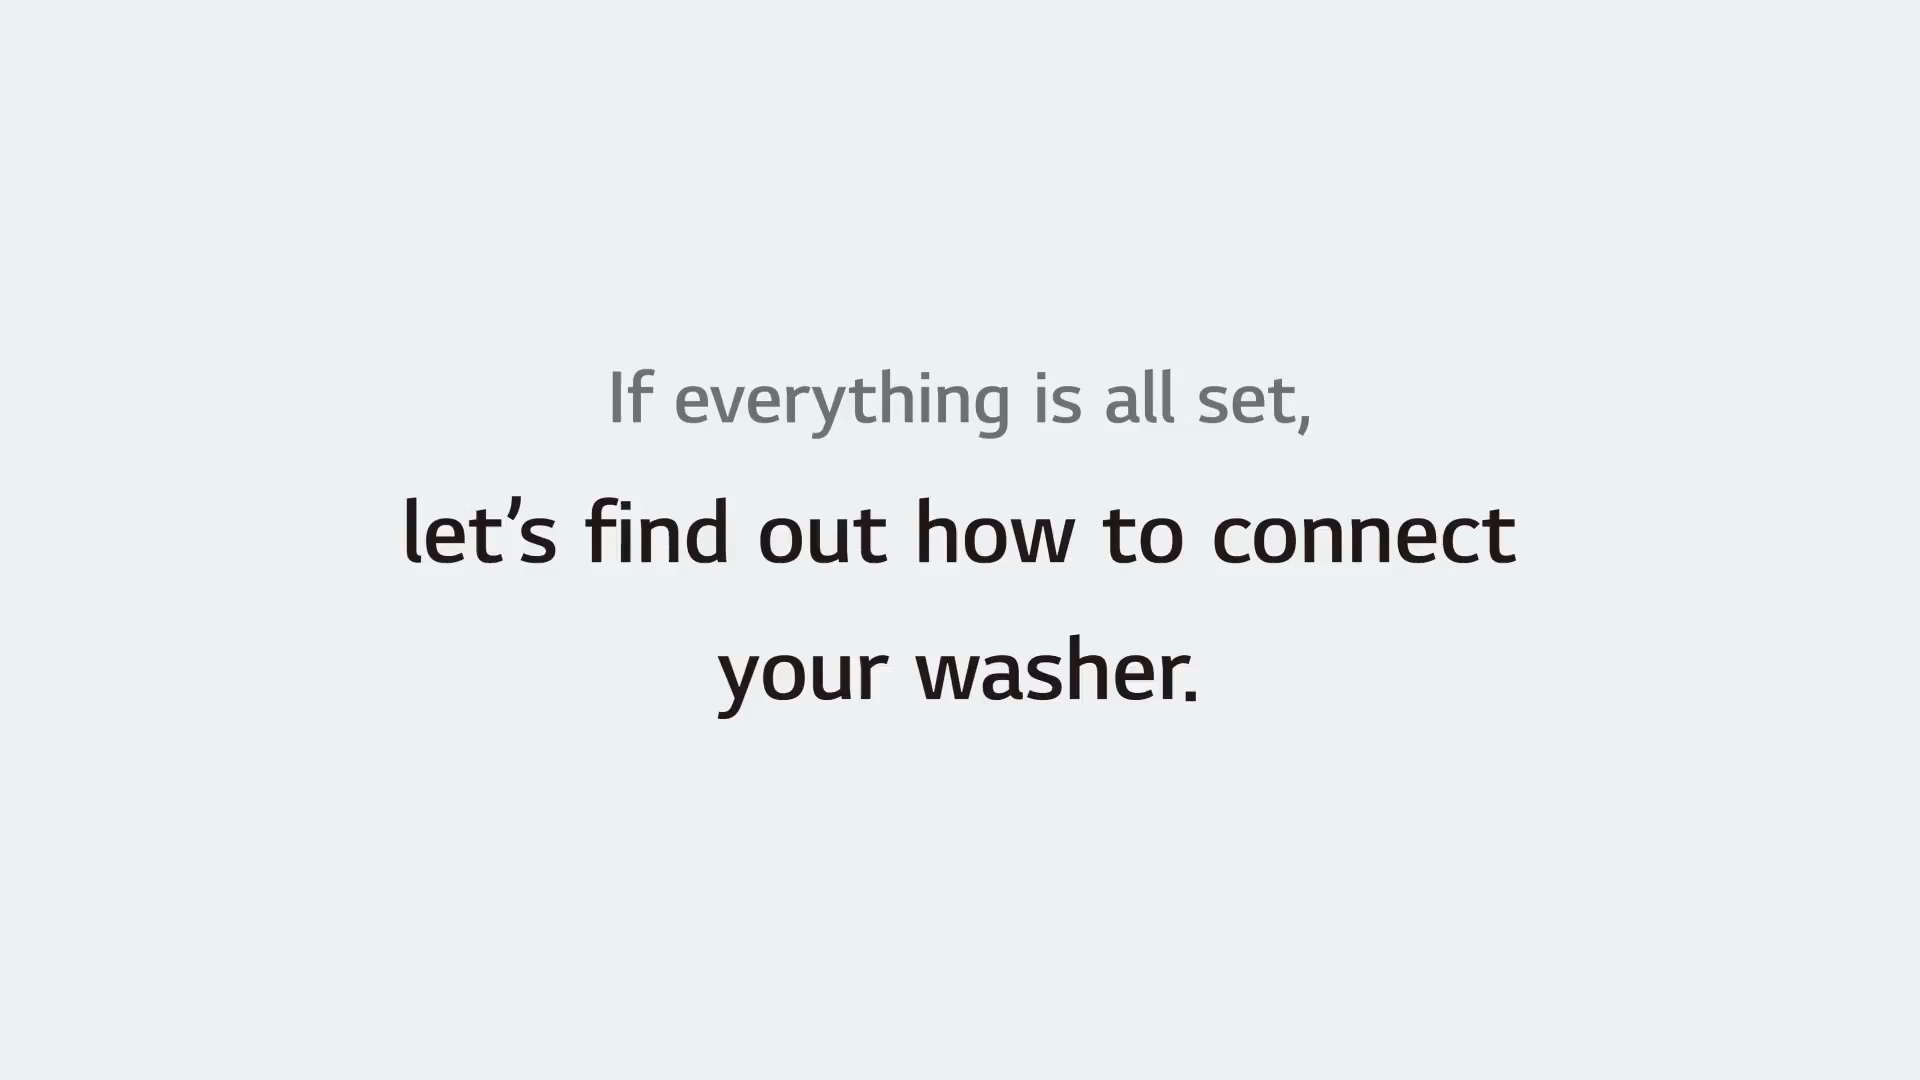 If everything is all set,
let’s find out how to connect
your washer.